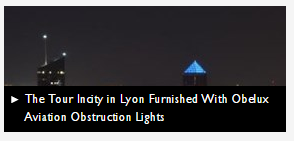 ► The Tour Incity in Lyon Furnished With Obelux
Aviation Obstruction Lights